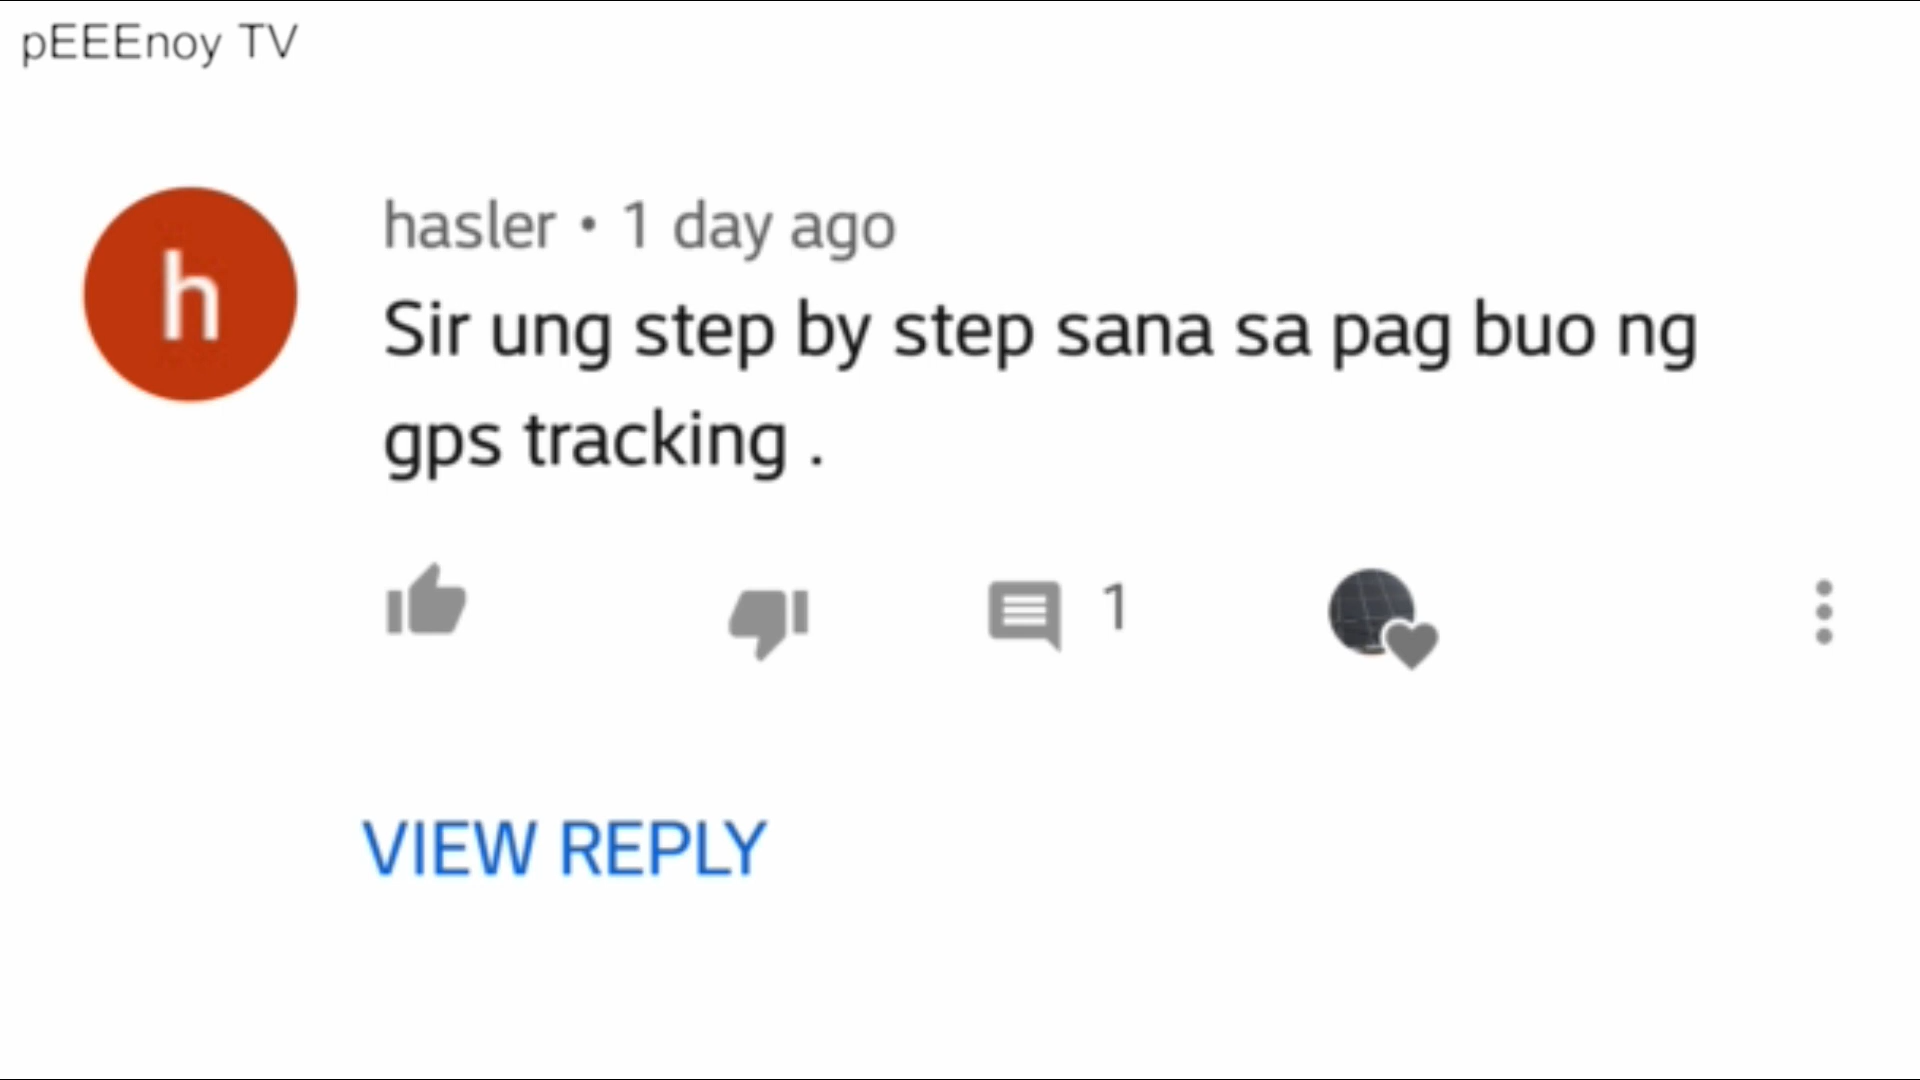 pEEEnoy TV
hasler • 1 day ago
h
Sir ung step by step sana sa pag buo ng
gps tracking .
1
VIEW REPLY